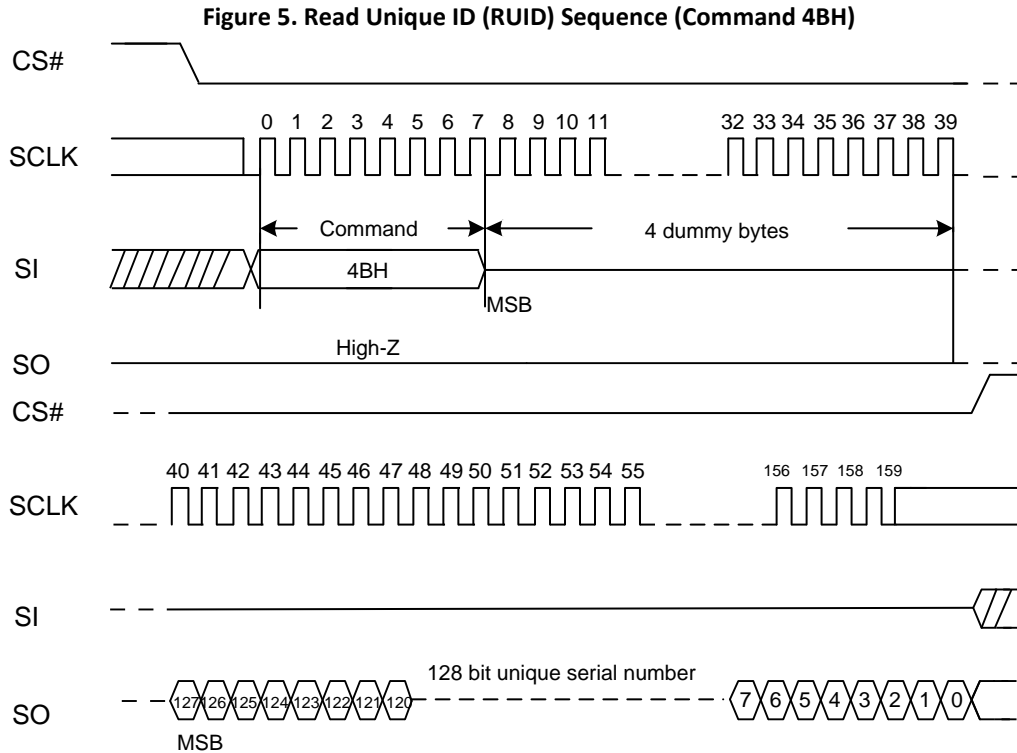 Figure 5. Read Unique ID (RUID) Sequence (Command 4BH)
CS#
0 1 2 3 4 5 6 7 8 9 10 11 32 33 34 35 36 37 38 39
SCLK
Command 4 dummy bytes
SI 4BH
MSB
High-Z
SO
CS#
40 41 42 43 44 45 46 47 48 49 50 51 52 53 54 55 156 157 158 159
SCLK
SI
128 bit unique serial number
SO 127 126 125 124 123 122 121 120 7 6 5 4 3 2 1 0
MSB